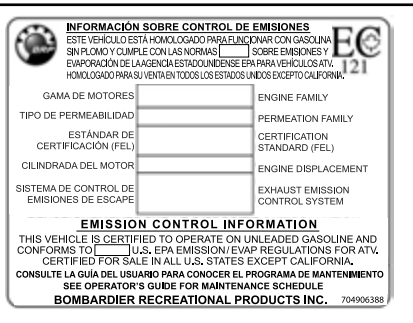 INFORMACIÓN SOBRE CONTROL DE EMISIONES
ESTE VEHÍCULO ESTÁ HOMOLOGADO PARA FUNCIONAR CON GASOLINA
SIN PLOMO Y CUMPLE CON LAS NORMAS SOBRE EMISIONES Y
EVAPORACIÓN DE LA AGENCIA ESTADOUNIDENSE EPA PARA VEHÍCULOS ATV.
HOMOLOGADO PARA SU VENTA EN TODOS LOS ESTADOS UNIDOS EXCEPTO CALIFORNIA.
EC
121
GAMA DE MOTORES ENGINE FAMILY
TIPO DE PERMEABILIDAD PERMEATION FAMILY
ESTÁNDAR DE CERTIFICATION
CERTIFICACIÓN (FEL) STANDARD (FEL)
CILINDRADA DEL MOTOR ENGINE DISPLACEMENT
SISTEMA DE CONTROL DE EXHAUST EMISSION
EMISIONES DE ESCAPE CONTROL SYSTEM
EMISSION CONTROL INFORMATION
THIS VEHICLE IS CERTIFIED TO OPERATE ON UNLEADED GASOLINE AND
CONFORMS TO U.S. EPA EMISSION/EVAP REGULATIONS FOR ATV.
CERTIFIED FOR SALE IN ALL U.S. STATES EXCEPT CALIFORNIA.
CONSULTE LA GUÍA DEL USUARIO PARA CONOCER EL PROGRAMA DE MANTENIMIENTO
SEE OPERATOR'S GUIDE FOR MAINTENANCE SCHEDULE
BOMBARDIER RECREATIONAL PRODUCTS INC. 704906388